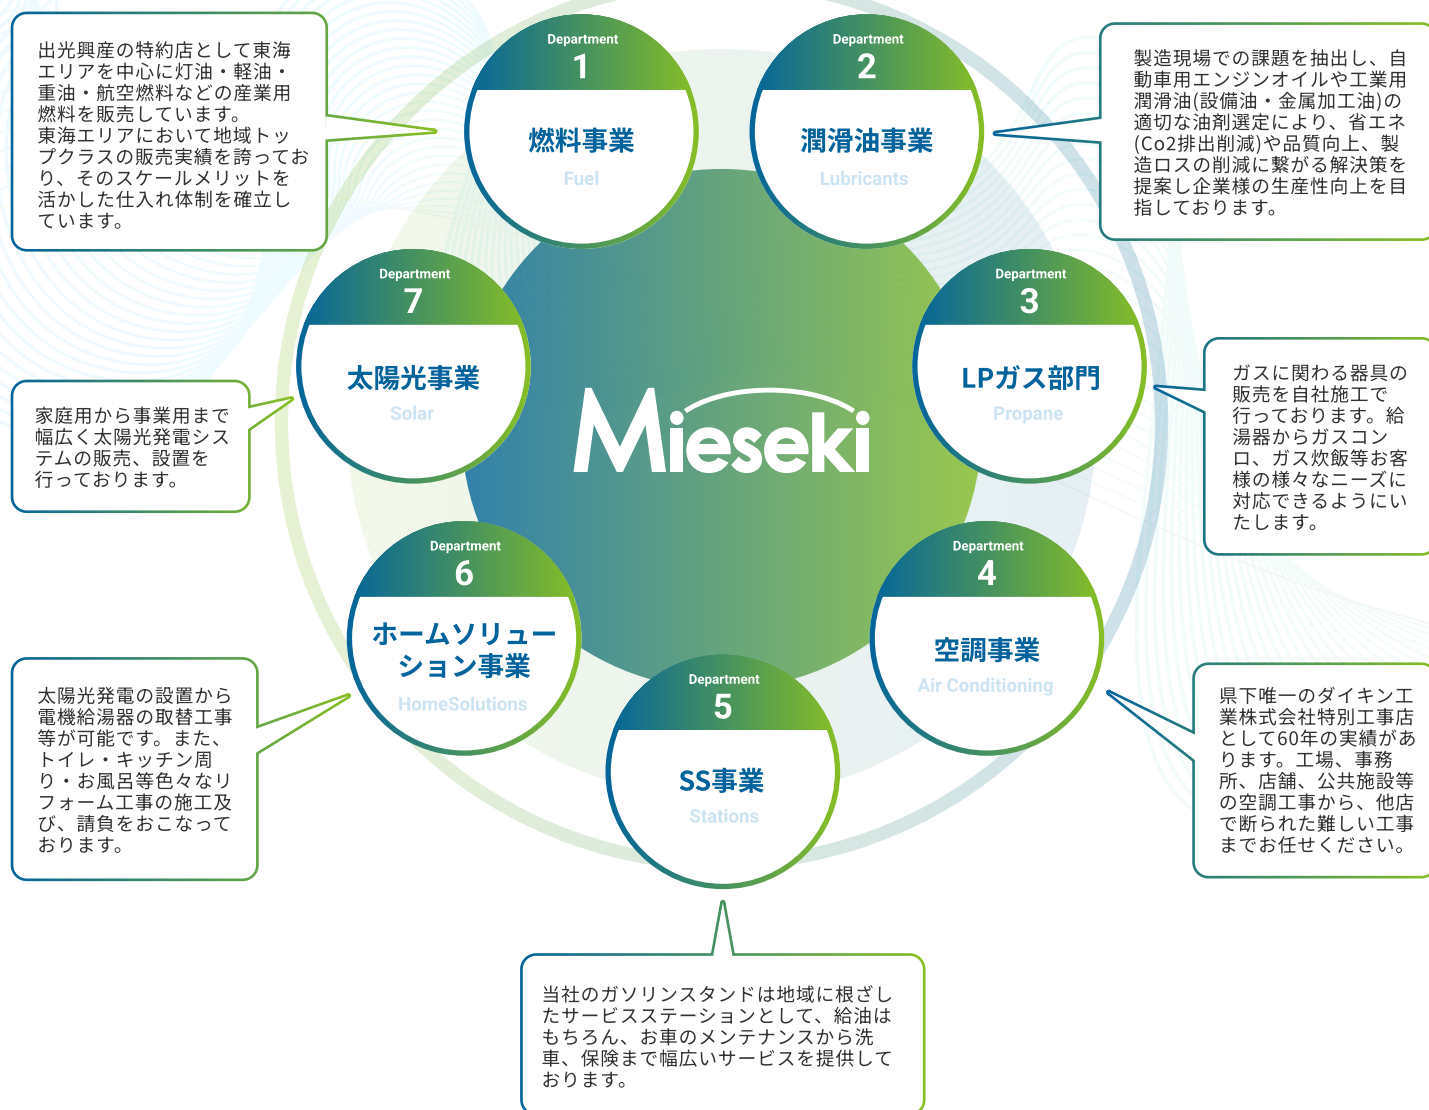 出光興産の特約店として東海
エリアを中心に灯油・軽油・
重油・航空燃料などの産業用
燃料を販売しています。
東海エリアにおいて地域トッ
プクラスの販売実績を誇ってお
り、そのスケールメリットを
活かした仕入れ体制を確立し
ています。
Department
1
燃料事業
Fuel
Department
2
潤滑油事業
Lubricants
製造現場での課題を抽出し、自
動車用エンジンオイルや工業用
潤滑油(設備油・金属加工油)の
適切な油剤選定により、省エネ
(Co2排出削減)や品質向上、製
造ロスの削減に繋がる解決策を
提案し企業様の生産性向上を目
指しております。
Department
7
太陽光事業
Solar
家庭用から事業用まで
幅広く太陽光発電シス
テムの販売、設置を
行っております。
Mieseki
Department
3
LPガス部門
Propane
ガスに関わる器具の
販売を自社施工で
行っております。給
湯器からガスコン
ロ、ガス炊飯等お客
様の様々なニーズに
対応できるようにい
たします。
Department
6
ホームソリュー
ション事業
HomeSolutions
太陽光発電の設置から
電機給湯器の取替工事
等が可能です。また、
トイレ・キッチン周
り・お風呂等色々なリ
フォーム工事の施工及
び、請負をおこなって
おります。
Department
4
空調事業
Air Conditioning
県下唯一のダイキン工
業株式会社特別工事店
として60年の実績があ
ります。工場、事務
所、店舗、公共施設等
の空調工事から、他店
で断られた難しい工事
までお任せください。
Department
5
SS事業
Stations
当社のガソリンスタンドは地域に根ざし
たサービスステーションとして、給油は
もちろん、お車のメンテナンスから洗
車、保険まで幅広いサービスを提供して
おります。